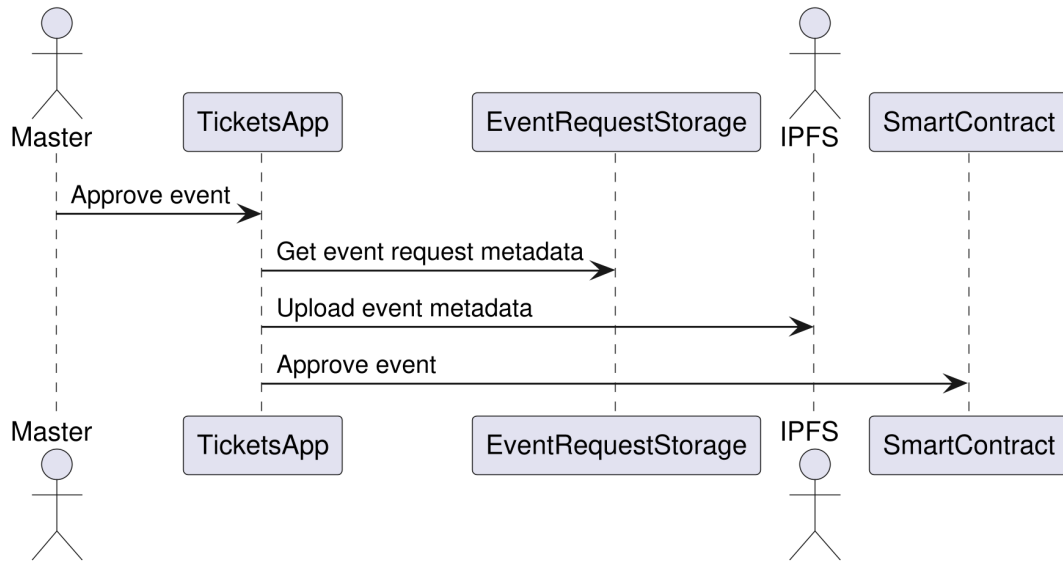 Master
TicketsApp
EventRequestStorage
IPFS
SmartContract
Approve event
Get event request metadata
Upload event metadata
Approve event
Master
TicketsApp
EventRequestStorage
IPFS
SmartContract